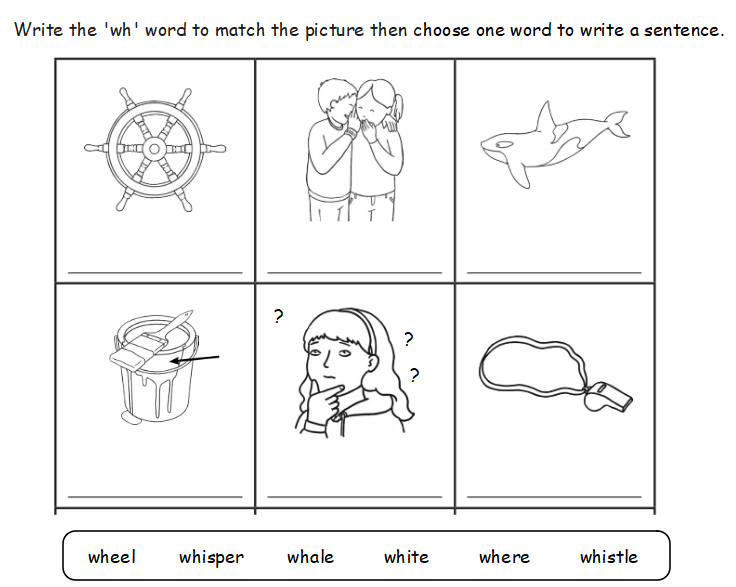 Write the 'wh' word to match the picture then choose one word to write a sentence.
?
?
?
wheel whisper whale white where whistle